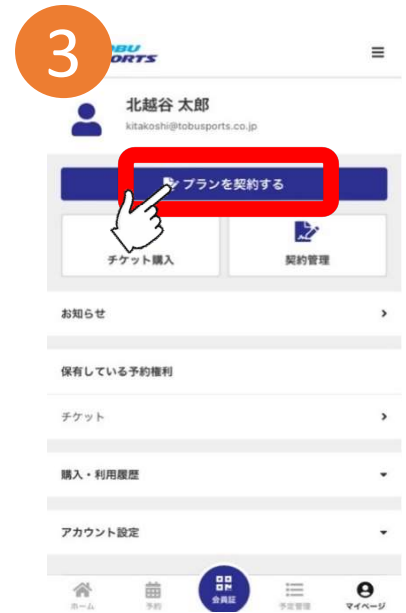 3
BU
ORTS
北越谷 太郎
kitakoshi@tobusports.co.jp
プランを契約する
チケット購入
契約管理
お知らせ
保有している予約権利
チケット
購入・利用履歴
アカウント設定
ホーム
予約
会員証
予定管理
マイページ